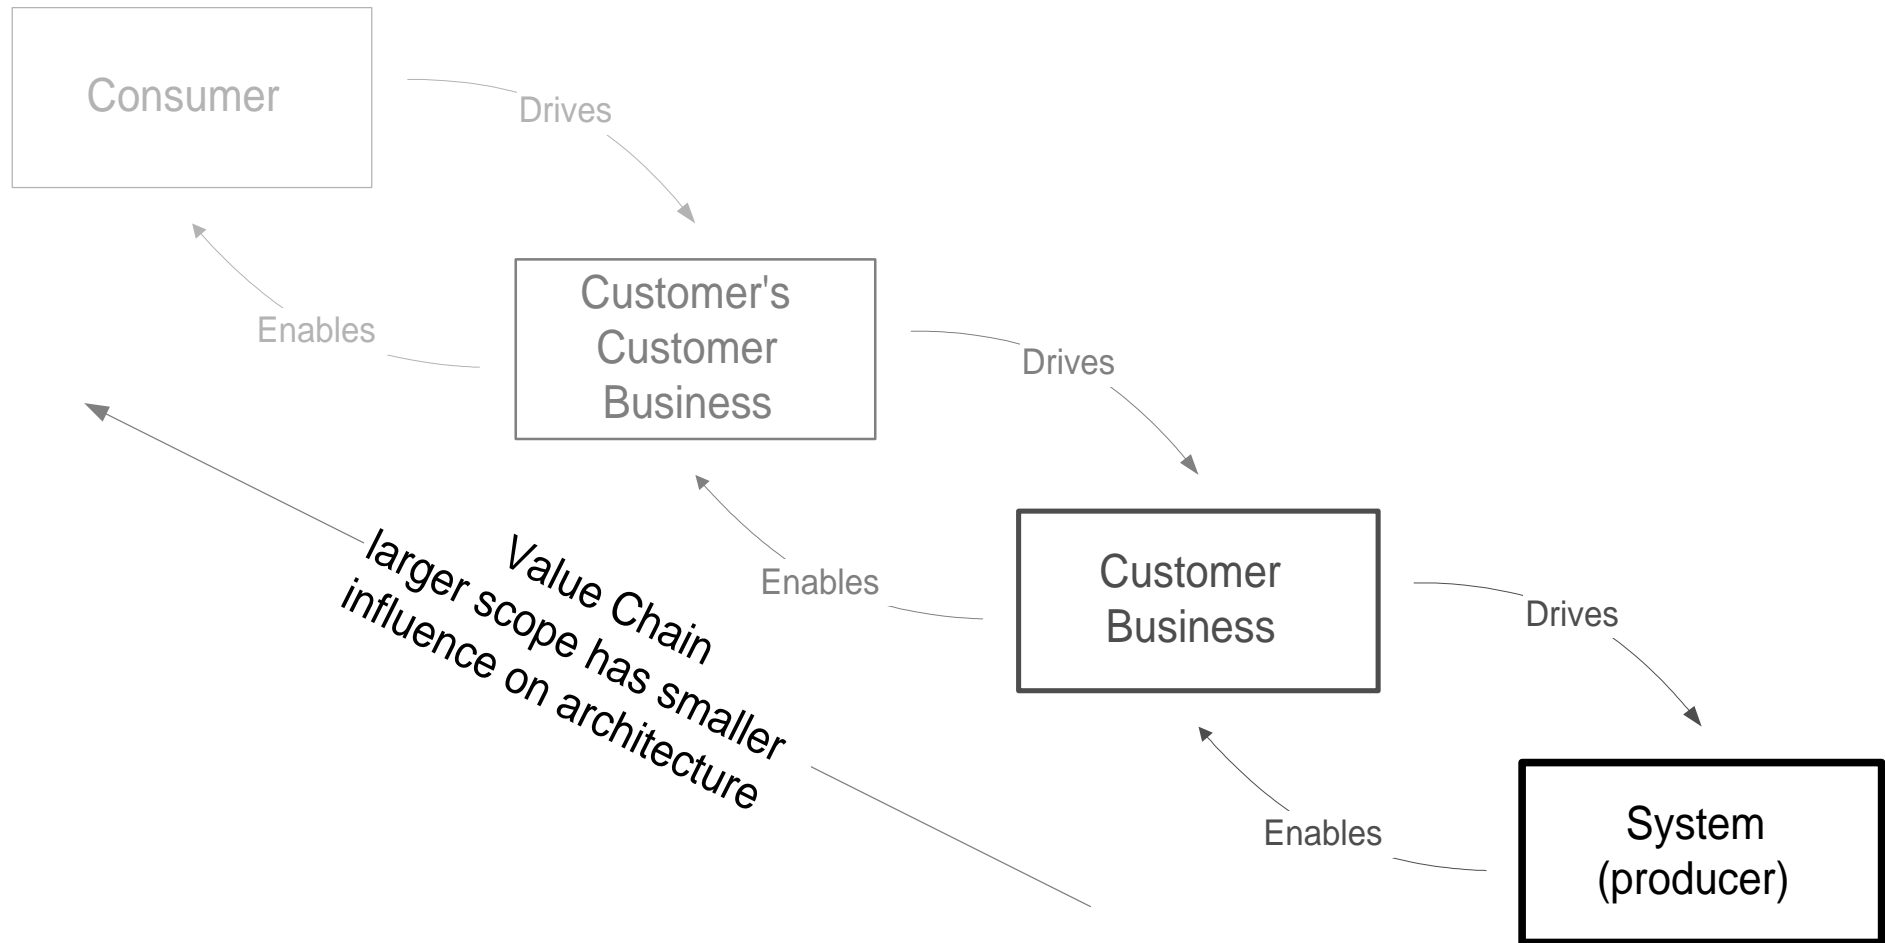 Consumer
Drives
Enables
Customer's
Customer
Business
Drives
Enables
Value Chain
larger scope has smaller
influence on architecture
Customer
Business
Drives
Enables
System
(producer)